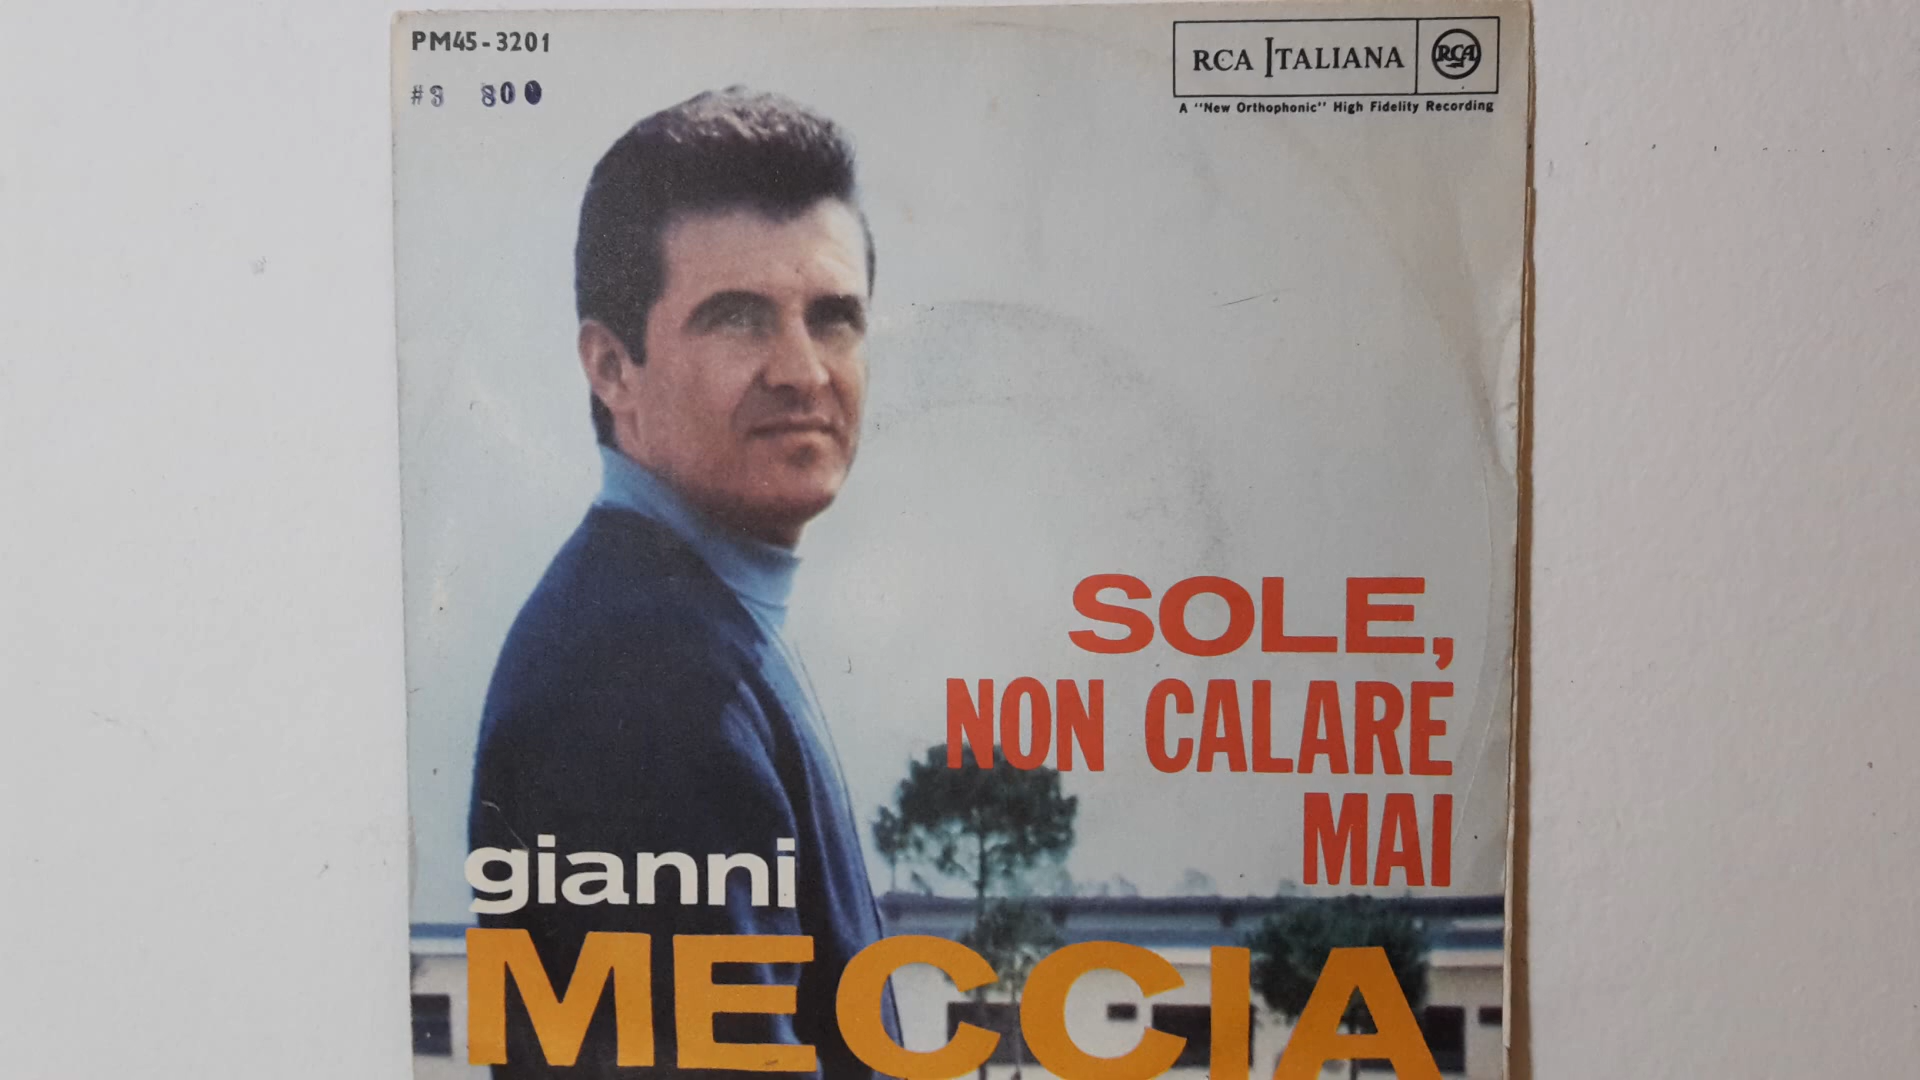 PM45-3201
#3 800
RCA ITALIANA RCA
A "New Orthophonic" High Fidelity Recording
SOLE,
NON CALARE
MAI
gianni
MECCIA